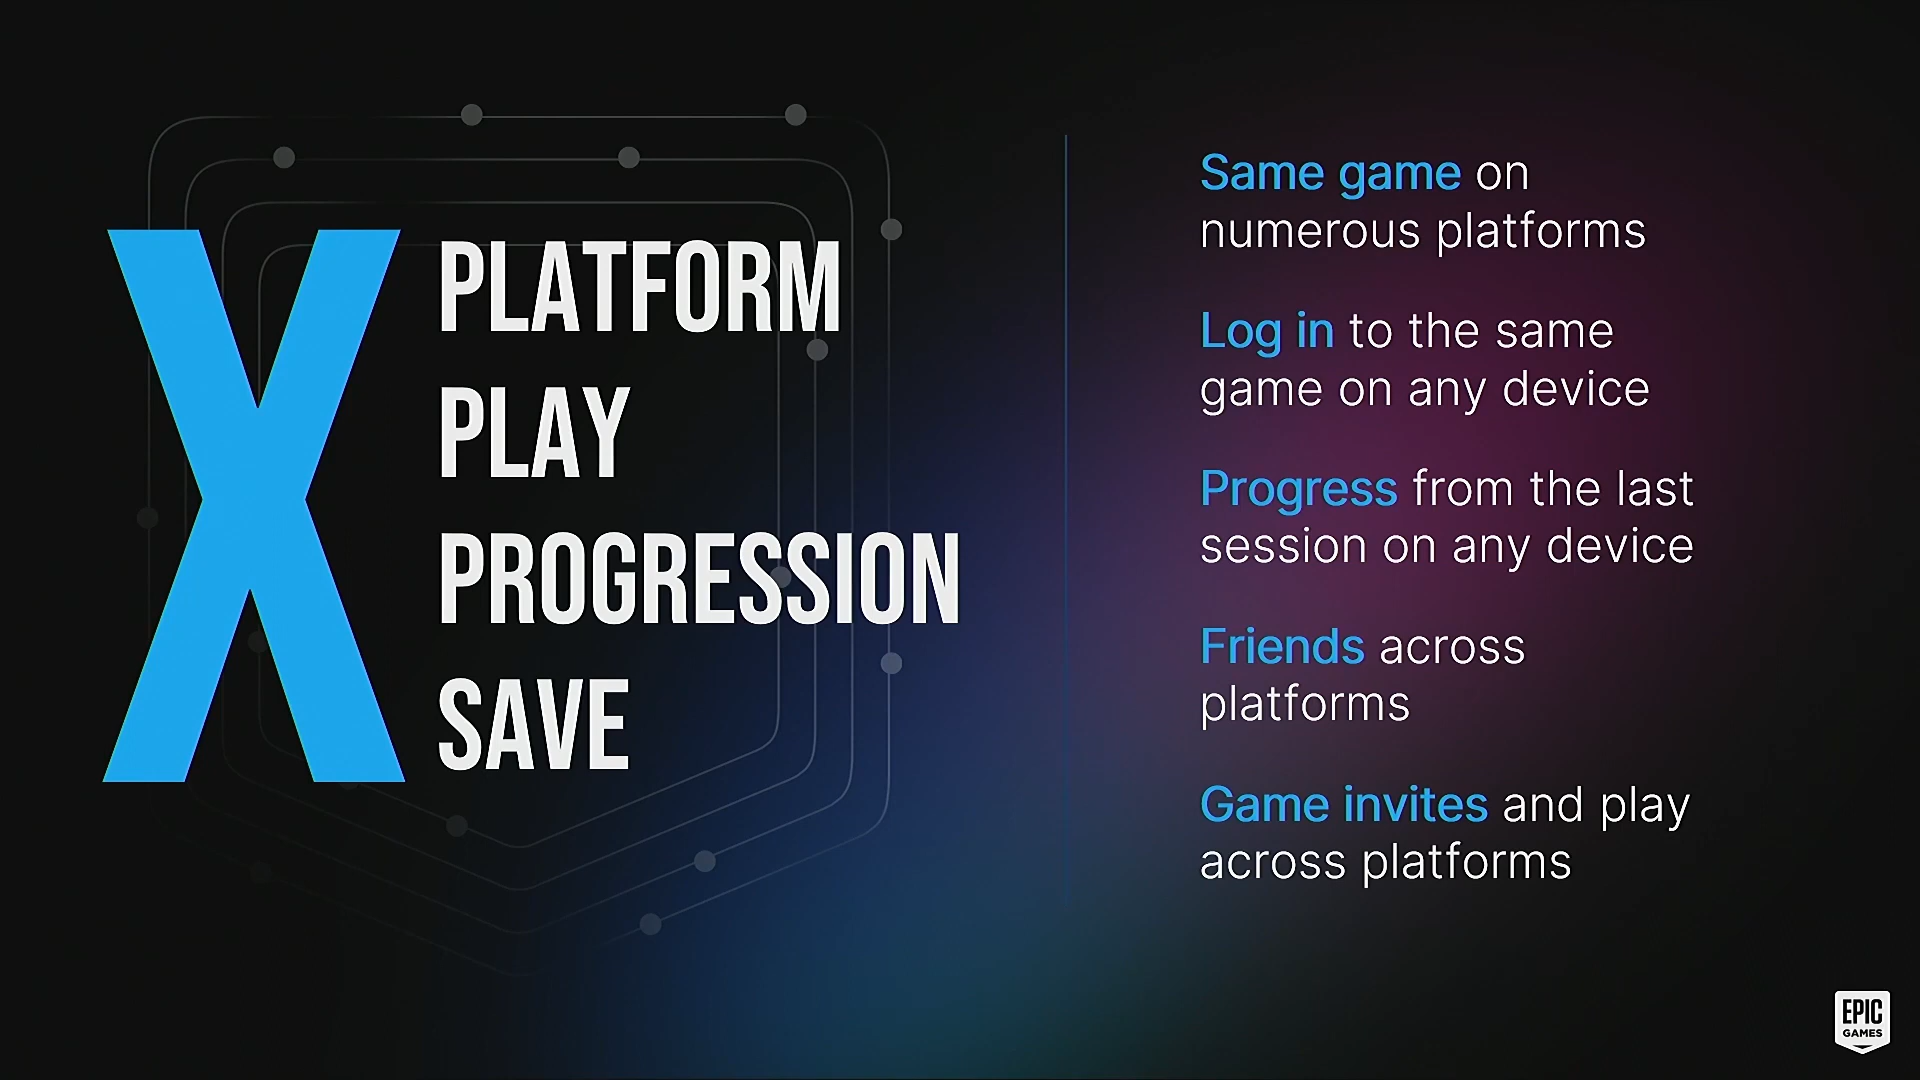 X
PLATFORM
PLAY
PROGRESSION
SAVE
Same game on
numerous platforms
Log in to the same
game on any device
Progress from the last
session on any device
Friends across
platforms
Game invites and play
across platforms
EPIC
GAMES